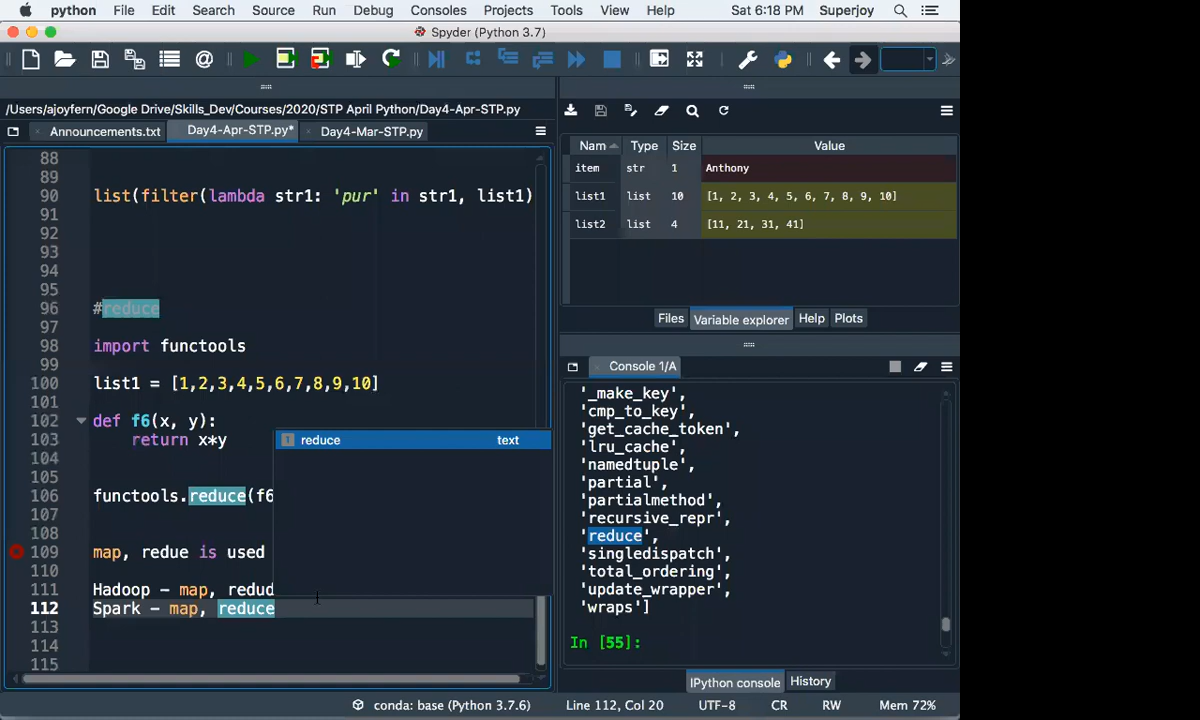 python File Edit Search Source Run Debug Consoles Projects Tools View Help Sat 6:18 PM Superjoy
Spyder (Python 3.7)
/Users/ajoyfern/Google Drive/Skills_Dev/Courses/2020/STP April Python/Day4-Apr-STP.py
Announcements.txt Day4-Apr-STP.py* Day4-Mar-STP.py
88
89
90 list(filter(lambda str1: 'pur' in str1, list1)
91
92
93
94
95
96 #reduce
97
98 import functools
99
100 list1 = [1,2,3,4,5,6,7,8,9,10]
101
102 def f6(x, y):
103 return x*y
104
105
106 functools.reduce(f6
107
108
109 map, redue is used
110
111 Hadoop - map, redud
112 Spark - map, reduce
113
114
115
1 reduce text
Nam Type Size Value
item str 1 Anthony
list1 list 10 [1, 2, 3, 4, 5, 6, 7, 8, 9, 10]
list2 list 4 [11, 21, 31, 41]
Files Variable explorer Help Plots
Console 1/A
'_make_key',
'cmp_to_key',
'get_cache_token',
'lru_cache',
'namedtuple',
'partial',
'partialmethod',
'recursive_repr',
'reduce',
'singledispatch',
'total_ordering',
'update_wrapper',
'wraps']
In [55]:
IPython console History
conda: base (Python 3.7.6) Line 112, Col 20 UTF-8 CR RW Mem 72%